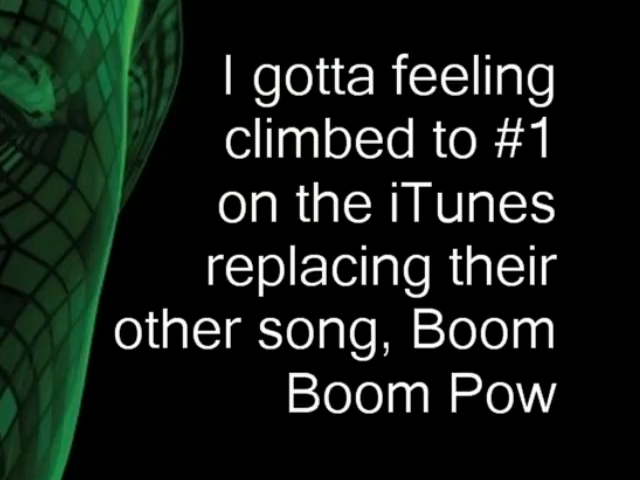 I gotta feeling
climbed to #1
on the iTunes
replacing their
other song, Boom
Boom Pow